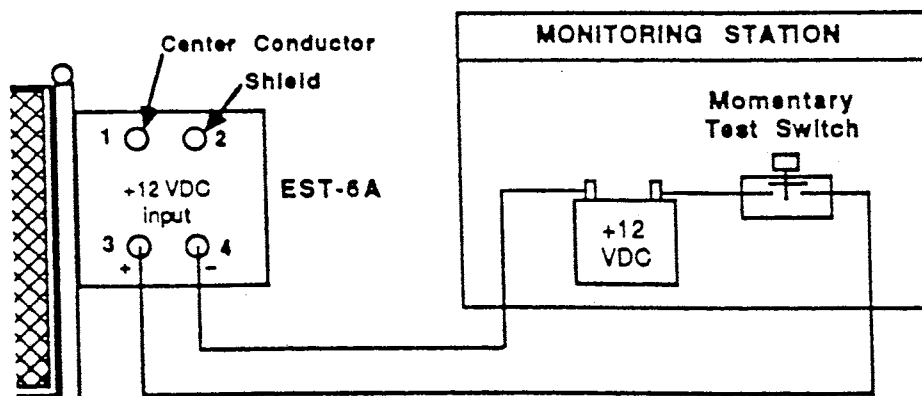 MONITORING STATION
Center Conductor
Shield
Momentary
Test Switch
1
2
+12 VDC
input
EST-6A
3
4
+
-
+12
VDC